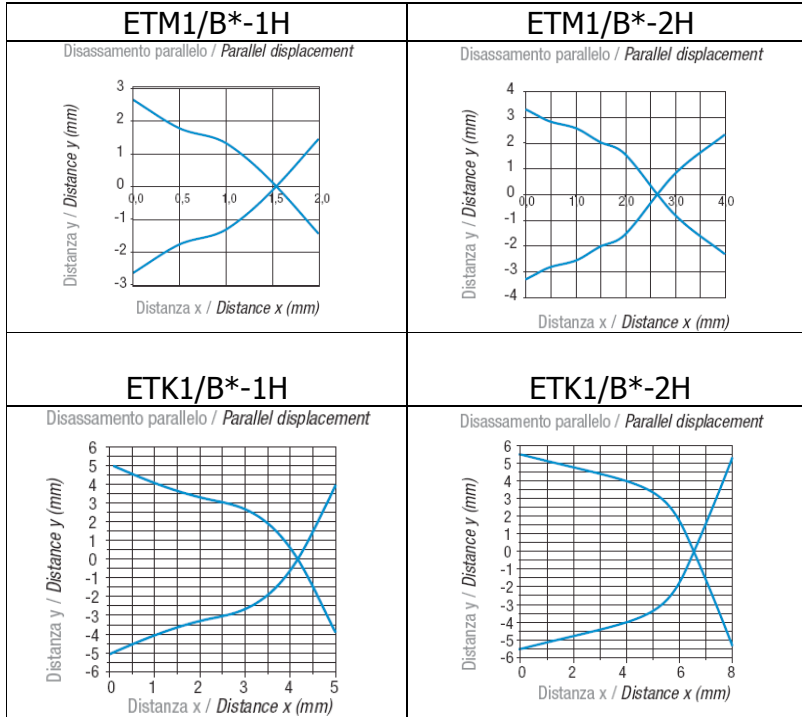 ETM1/B*-1H
Disassamento parallelo / Parallel displacement
3
2
1
0
-1
-2
-3
0,0 0,5 1,0 1,5 2,0
Distanza y / Distance y (mm)
Distanza x / Distance x (mm)
ETM1/B*-2H
Disassamento parallelo / Parallel displacement
4
3
2
1
0
-1
-2
-3
-4
0,0 1,0 2,0 3,0 4,0
Distanza y / Distance y (mm)
Distanza x / Distance x (mm)
ETK1/B*-1H
Disassamento parallelo / Parallel displacement
6
5
4
3
2
1
0
-1
-2
-3
-4
-5
-6
0 1 2 3 4 5
Distanza y / Distance y (mm)
Distanza x / Distance x (mm)
ETK1/B*-2H
Disassamento parallelo / Parallel displacement
6
5
4
3
2
1
0
-1
-2
-3
-4
-5
-6
0 2 4 6 8
Distanza y / Distance y (mm)
Distanza x / Distance x (mm)